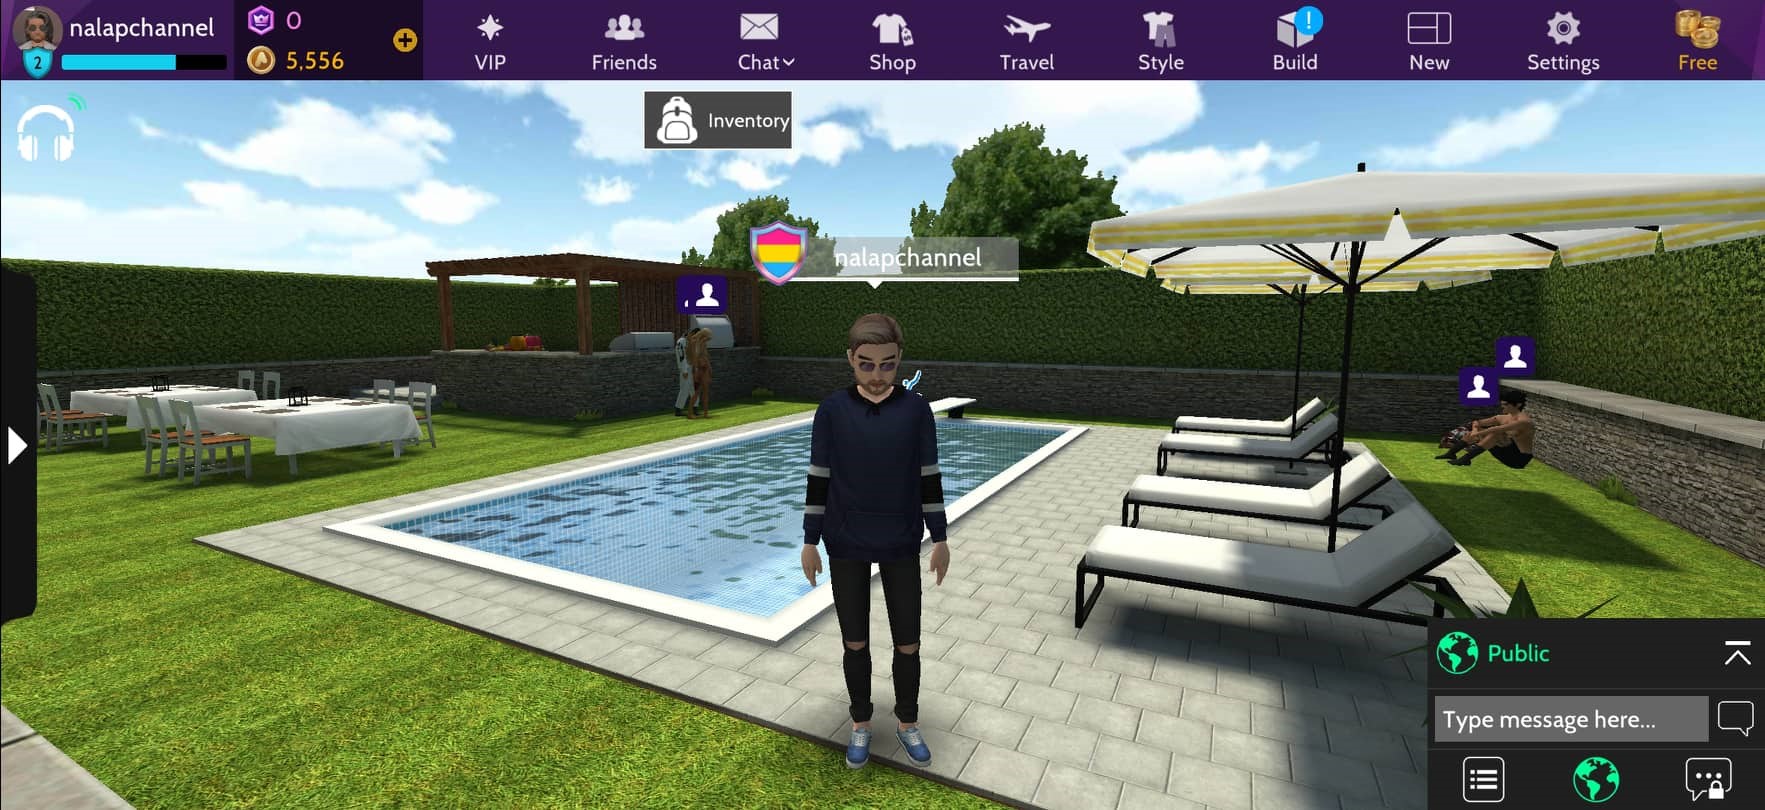 nalapchannel
2
0
5,556
VIP
Friends
Chat
Shop
Travel
Style
Build
!
New
Settings
Free
Inventory
nalapchannel
Public
Type message here...